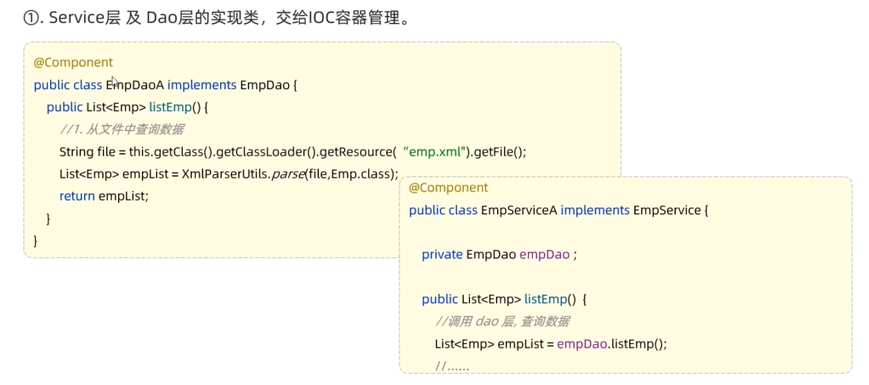 ①. Service层 及 Dao层的实现类，交给IOC容器管理。
@Component
public class EmpDaoA implements EmpDao {
public List<Emp> listEmp() {
//1. 从文件中查询数据
String file = this.getClass().getClassLoader().getResource( "emp.xml").getFile();
List<Emp> empList = XmlParserUtils.parse(file,Emp.class);
return empList;
}
}
@Component
public class EmpServiceA implements EmpService {
private EmpDao empDao ;
public List<Emp> listEmp() {
//调用 dao 层, 查询数据
List<Emp> empList = empDao.listEmp();
//......